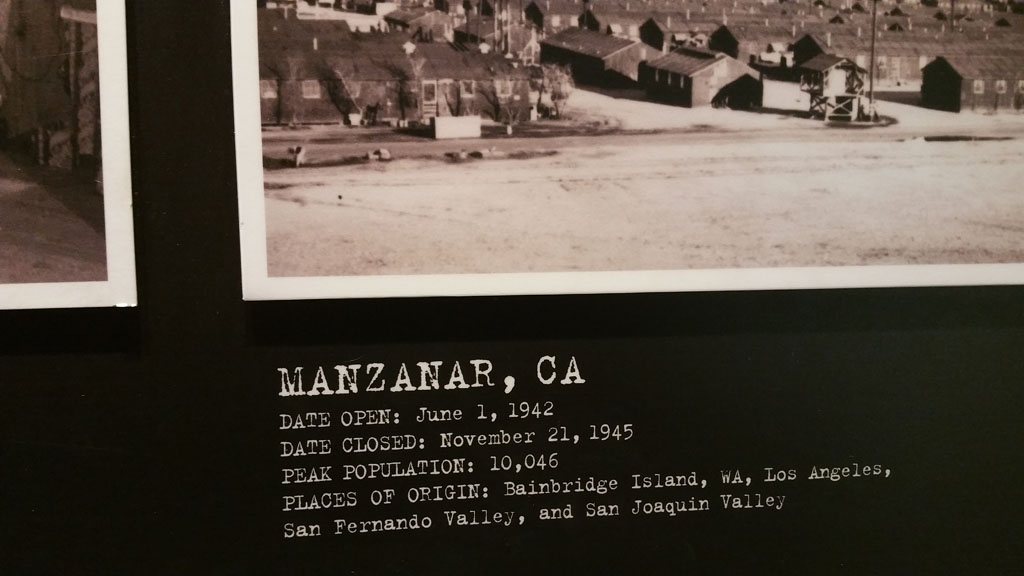 MANZANAR, CA
DATE OPEN: June 1, 1942
DATE CLOSED: November 21, 1945
PEAK POPULATION: 10,046
PLACES OF ORIGIN: Bainbridge Island, WA, Los Angeles,
San Fernando Valley, and San Joaquin Valley